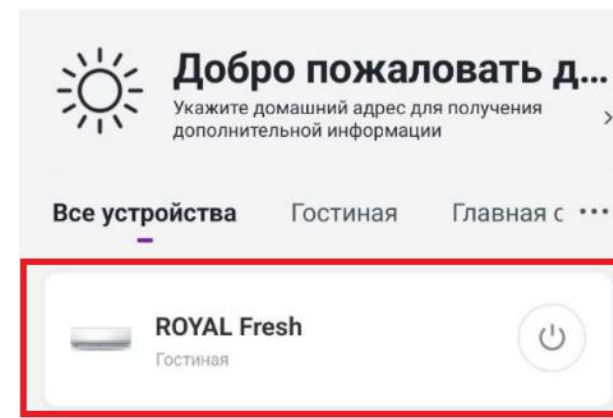 Добро пожаловать д...
Укажите домашний адрес для получения
дополнительной информации
Все устройства Гостиная Главная с
ROYAL Fresh
Гостиная